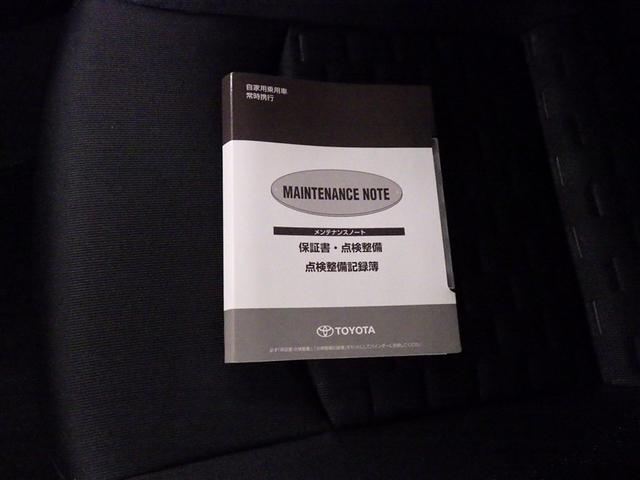 自家用乗用車
常時携行
MAINTENANCE NOTE
メンテナンスノート
保証書・点検整備
点検整備記録簿
TOYOTA